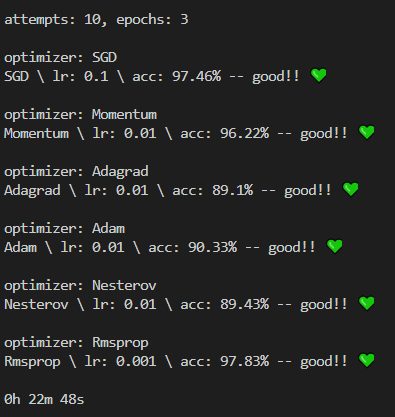 attempts: 10, epochs: 3
optimizer: SGD
SGD \ lr: 0.1 \ acc: 97.46% -- good!! 💚
optimizer: Momentum
Momentum \ lr: 0.01 \ acc: 96.22% -- good!! 💚
optimizer: Adagrad
Adagrad \ lr: 0.01 \ acc: 89.1% -- good!! 💚
optimizer: Adam
Adam \ lr: 0.01 \ acc: 90.33% -- good!! 💚
optimizer: Nesterov
Nesterov \ lr: 0.01 \ acc: 89.43% -- good!! 💚
optimizer: Rmsprop
Rmsprop \ lr: 0.001 \ acc: 97.83% -- good!! 💚
0h 22m 48s